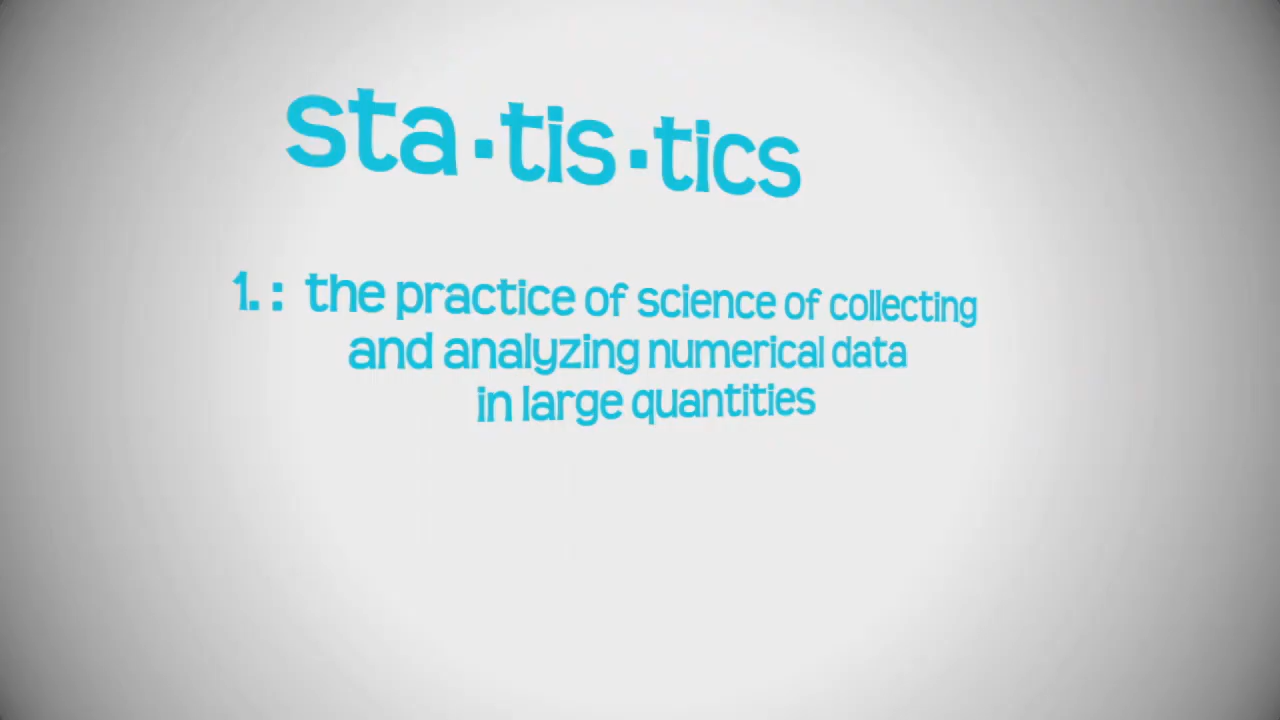 sta·tis·tics
1. : the practice of science of collecting
and analyzing numerical data
in large quantities